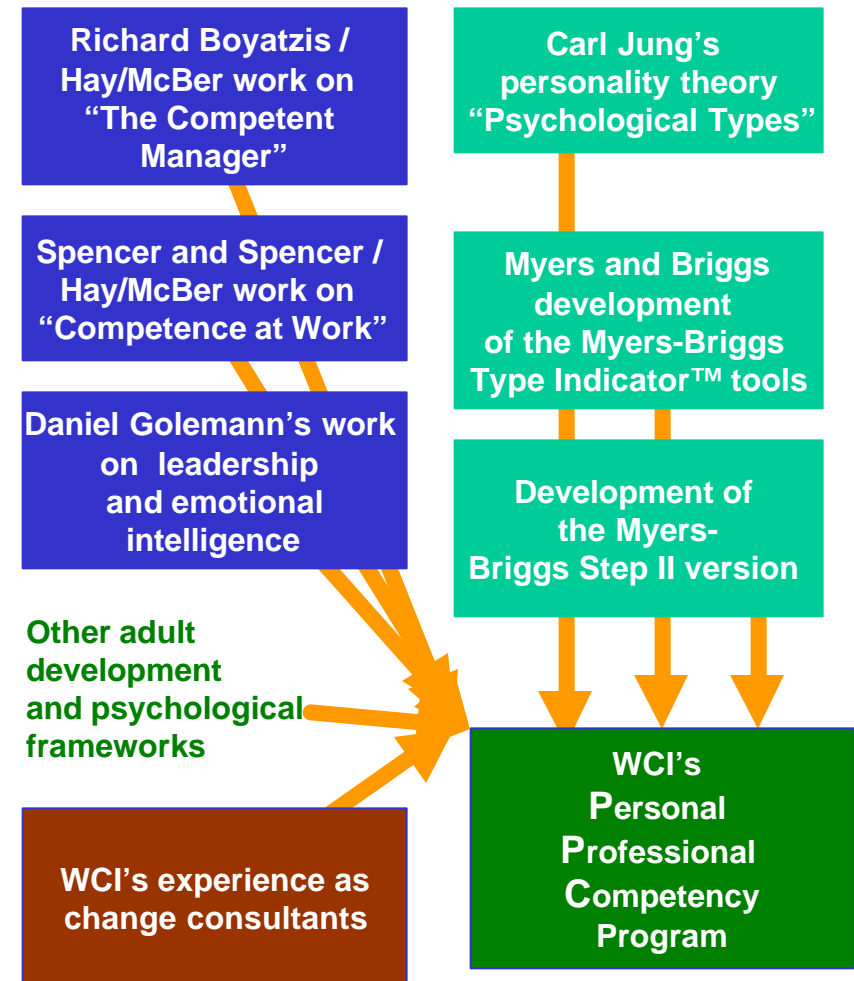 Richard Boyatzis /
Hay/McBer work on
“The Competent
Manager”
Spencer and Spencer /
Hay/McBer work on
“Competence at Work”
Daniel Golemann’s work
on leadership
and emotional
intelligence
Other adult
development
and psychological
frameworks
WCI’s experience as
change consultants
Carl Jung’s
personality theory
“Psychological Types”
Myers and Briggs
development
of the Myers-Briggs
Type Indicator™ tools
Development of
the Myers-
Briggs Step II version
WCI’s
Personal
Professional
Competency
Program